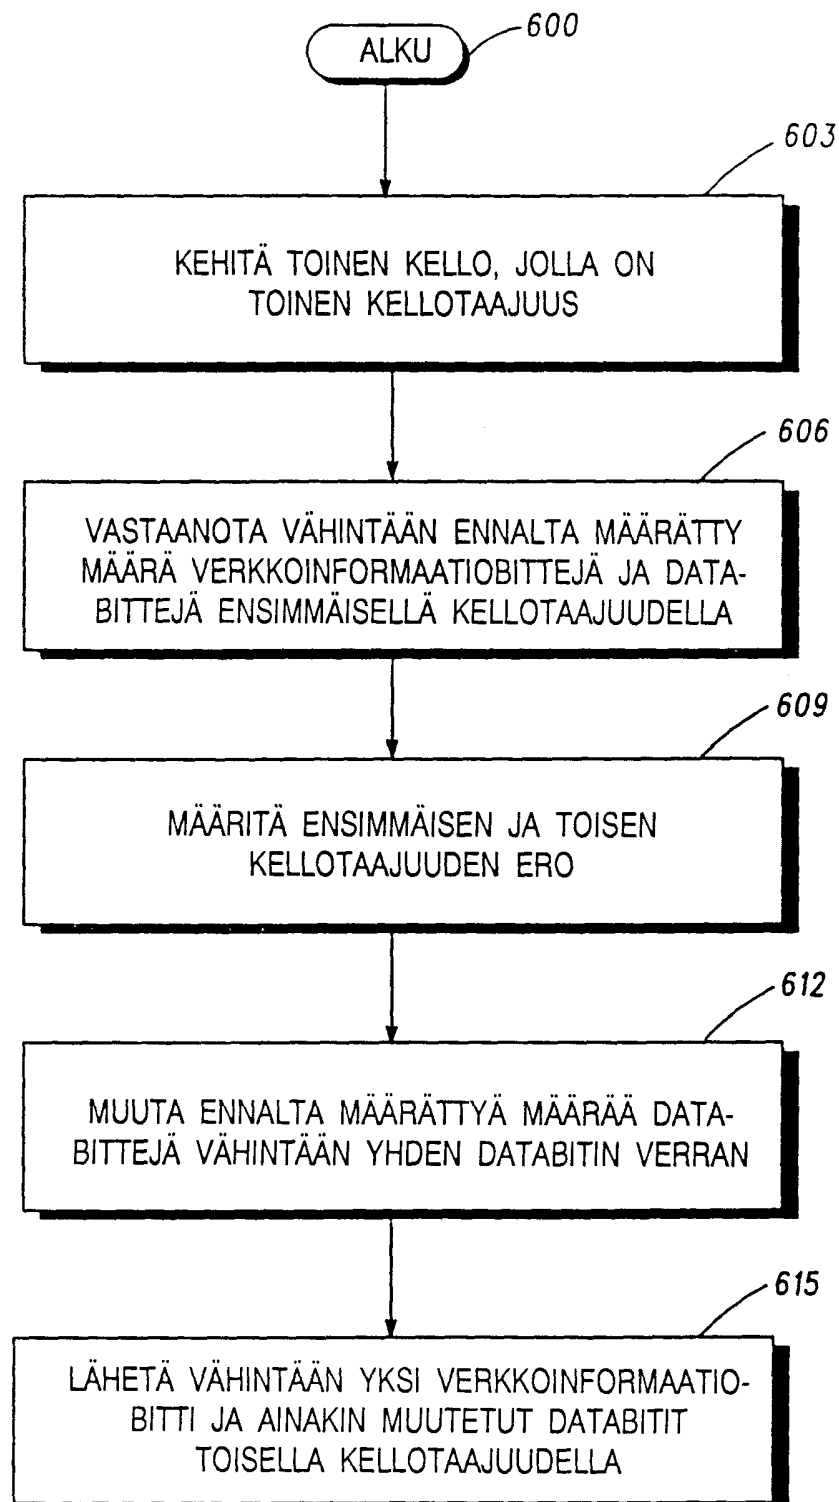 ALKU
600
603
KEHITÄ TOINEN KELLO, JOLLA ON
TOINEN KELLOTAAJUUS
606
VASTAANOTA VÄHINTÄÄN ENNALTA MÄÄRÄTTY
MÄÄRÄ VERKKOINFORMAATIOBITTEJÄ JA DATA-
BITTEJÄ ENSIMMÄISELLÄ KELLOTAAJUUDELLA
609
MÄÄRITÄ ENSIMMÄISEN JA TOISEN
KELLOTAAJUUDEN ERO
612
MUUTA ENNALTA MÄÄRÄTTYÄ MÄÄRÄÄ DATA-
BITTEJÄ VÄHINTÄÄN YHDEN DATABITIN VERRAN
615
LÄHETÄ VÄHINTÄÄN YKSI VERKKOINFORMAATIO-
BITTI JA AINAKIN MUUTETUT DATABITIT
TOISELLA KELLOTAAJUUDELLA